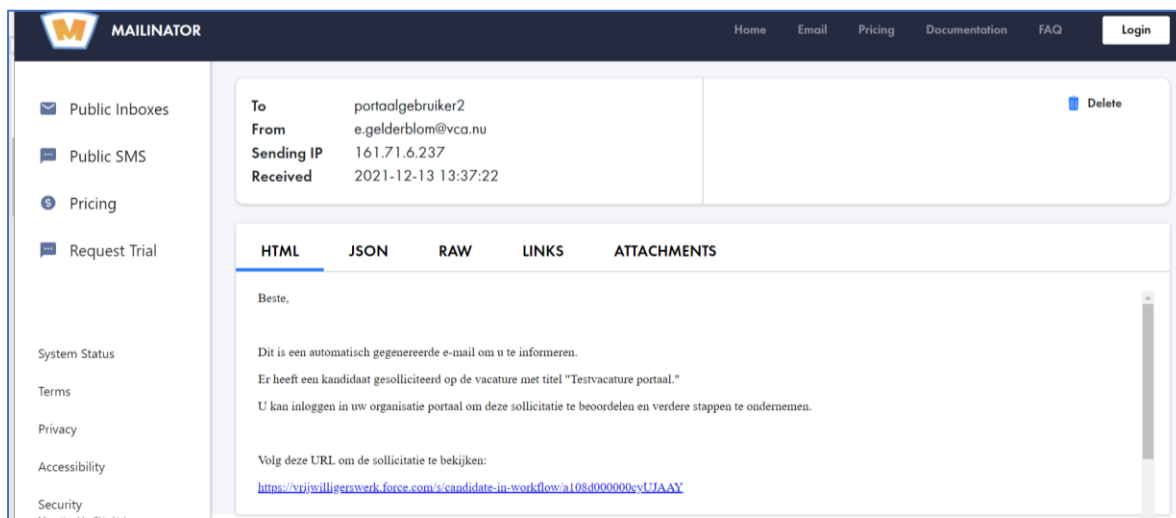 MAILINATOR
Home Email Pricing Documentation FAQ Login
Public Inboxes
Public SMS
Pricing
Request Trial
System Status
Terms
Privacy
Accessibility
Security
To portaalgebruiker2
From e.gelderblom@vca.nu
Sending IP 161.71.6.237
Received 2021-12-13 13:37:22
Delete
HTML JSON RAW LINKS ATTACHMENTS
Beste,
Dit is een automatisch gegenereerde e-mail om u te informeren.
Er heeft een kandidaat gesolliciteerd op de vacature met titel "Testvacature portaal."
U kan inloggen in uw organisatie portaal om deze sollicitatie te beoordelen en verdere stappen te ondernemen.
Volg deze URL om de sollicitatie te bekijken:
https://vrijwilligerswerk.force.com/s/candidate-in-workflow/a108d000000cyUJAAY